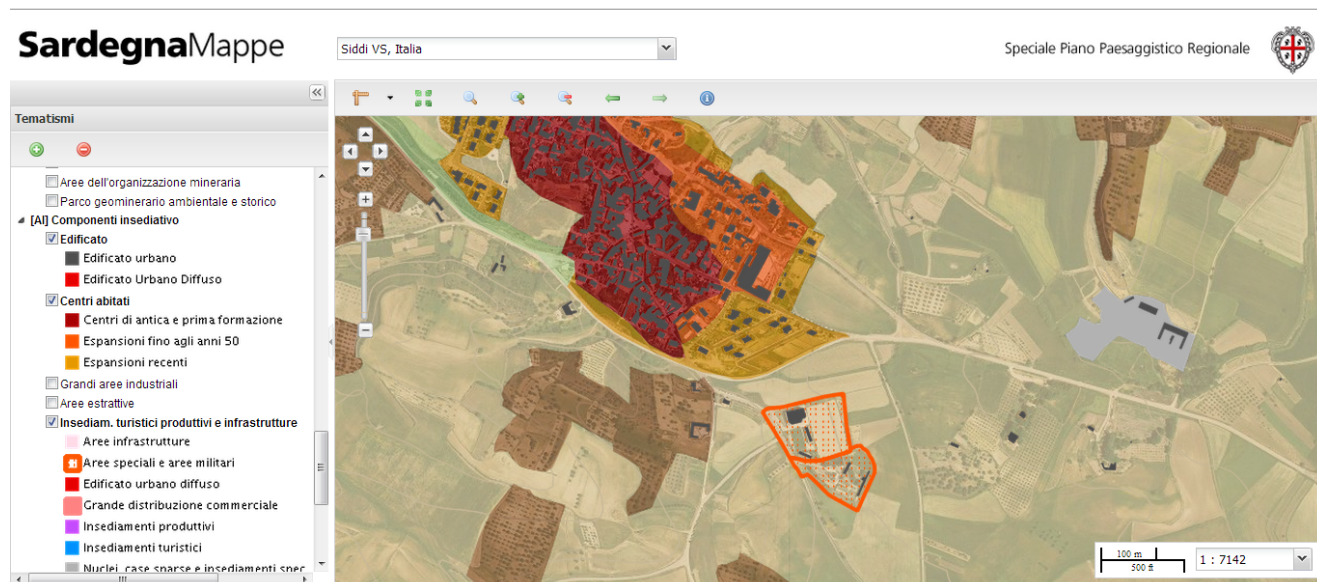 SardegnaMappe
Siddi VS, Italia
Speciale Piano Paesaggistico Regionale
Tematismi
Aree dell'organizzazione mineraria
Parco geominerario ambientale e storico
[AI] Componenti insediativo
Edificato
Edificato urbano
Edificato Urbano Diffuso
Centri abitati
Centri di antica e prima formazione
Espansioni fino agli anni 50
Espansioni recenti
Grandi aree industriali
Aree estrattive
Insediam. turistici produttivi e infrastrutture
Aree infrastrutture
Aree speciali e aree militari
Edificato urbano diffuso
Grande distribuzione commerciale
Insediamenti produttivi
Insediamenti turistici
Nuclei, case sparse e insediamenti spec
100 m
500 ft
1 : 7142